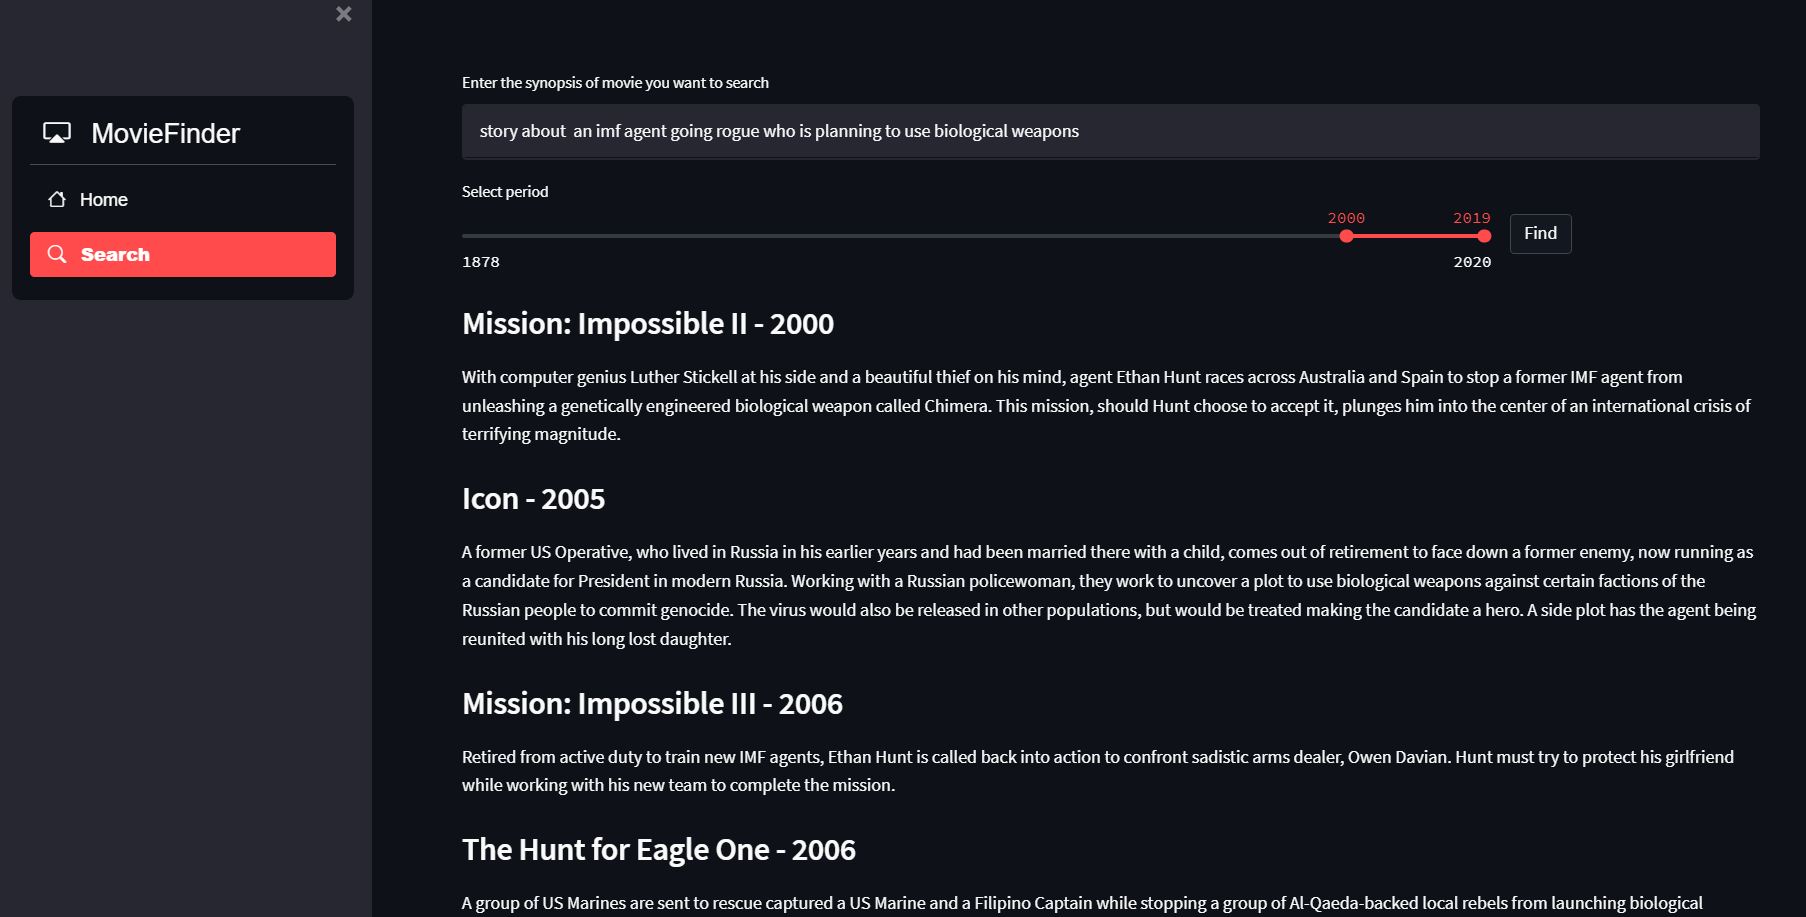 MovieFinder
Home
Search
Enter the synopsis of movie you want to search
story about  an imf agent going rogue who is planning to use biological weapons
Select period
2000 2019
Find
1878 2020
Mission: Impossible II - 2000
With computer genius Luther Stickell at his side and a beautiful thief on his mind, agent Ethan Hunt races across Australia and Spain to stop a former IMF agent from
unleashing a genetically engineered biological weapon called Chimera. This mission, should Hunt choose to accept it, plunges him into the center of an international crisis of
terrifying magnitude.
Icon - 2005
A former US Operative, who lived in Russia in his earlier years and had been married there with a child, comes out of retirement to face down a former enemy, now running as
a candidate for President in modern Russia. Working with a Russian policewoman, they work to uncover a plot to use biological weapons against certain factions of the
Russian people to commit genocide. The virus would also be released in other populations, but would be treated making the candidate a hero. A side plot has the agent being
reunited with his long lost daughter.
Mission: Impossible III - 2006
Retired from active duty to train new IMF agents, Ethan Hunt is called back into action to confront sadistic arms dealer, Owen Davian. Hunt must try to protect his girlfriend
while working with his new team to complete the mission.
The Hunt for Eagle One - 2006
A group of US Marines are sent to rescue captured a US Marine and a Filipino Captain while stopping a group of Al-Qaeda-backed local rebels from launching biological